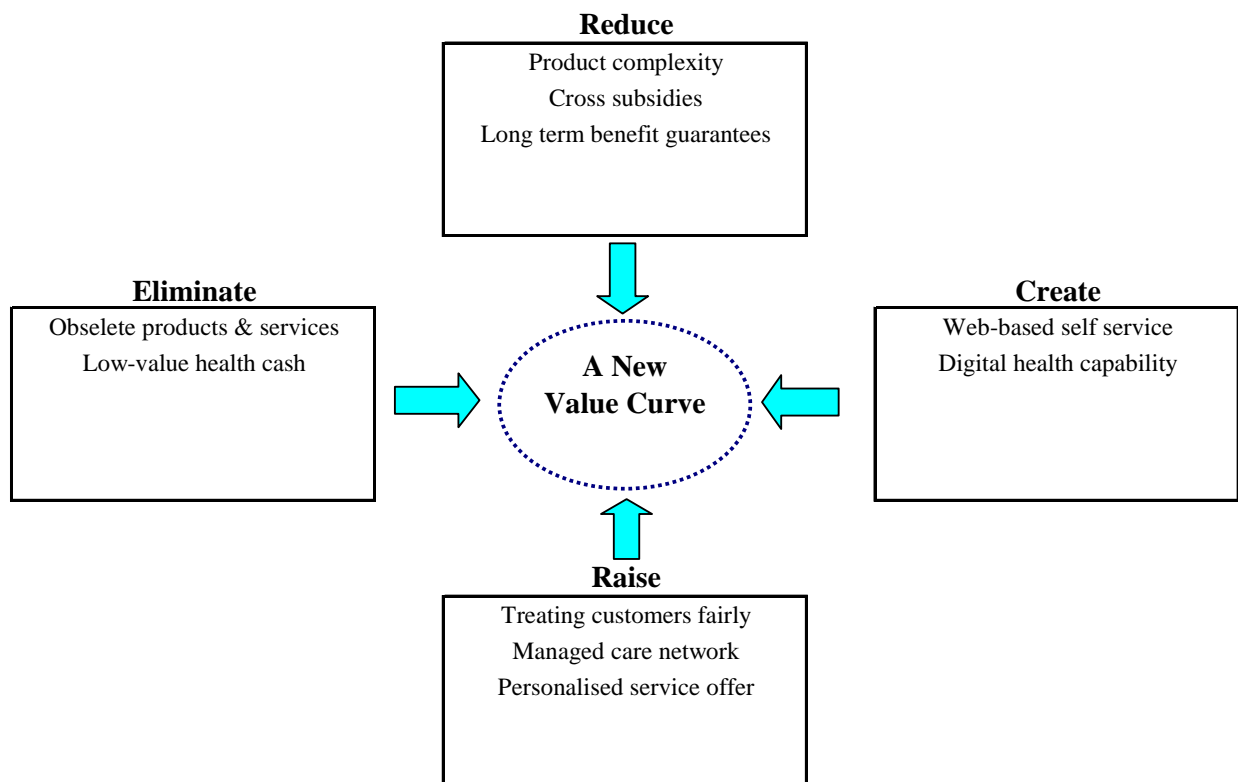 Reduce
Product complexity
Cross subsidies
Long term benefit guarantees
Eliminate
Obselete products & services
Low-value health cash
A New
Value Curve
Create
Web-based self service
Digital health capability
Raise
Treating customers fairly
Managed care network
Personalised service offer